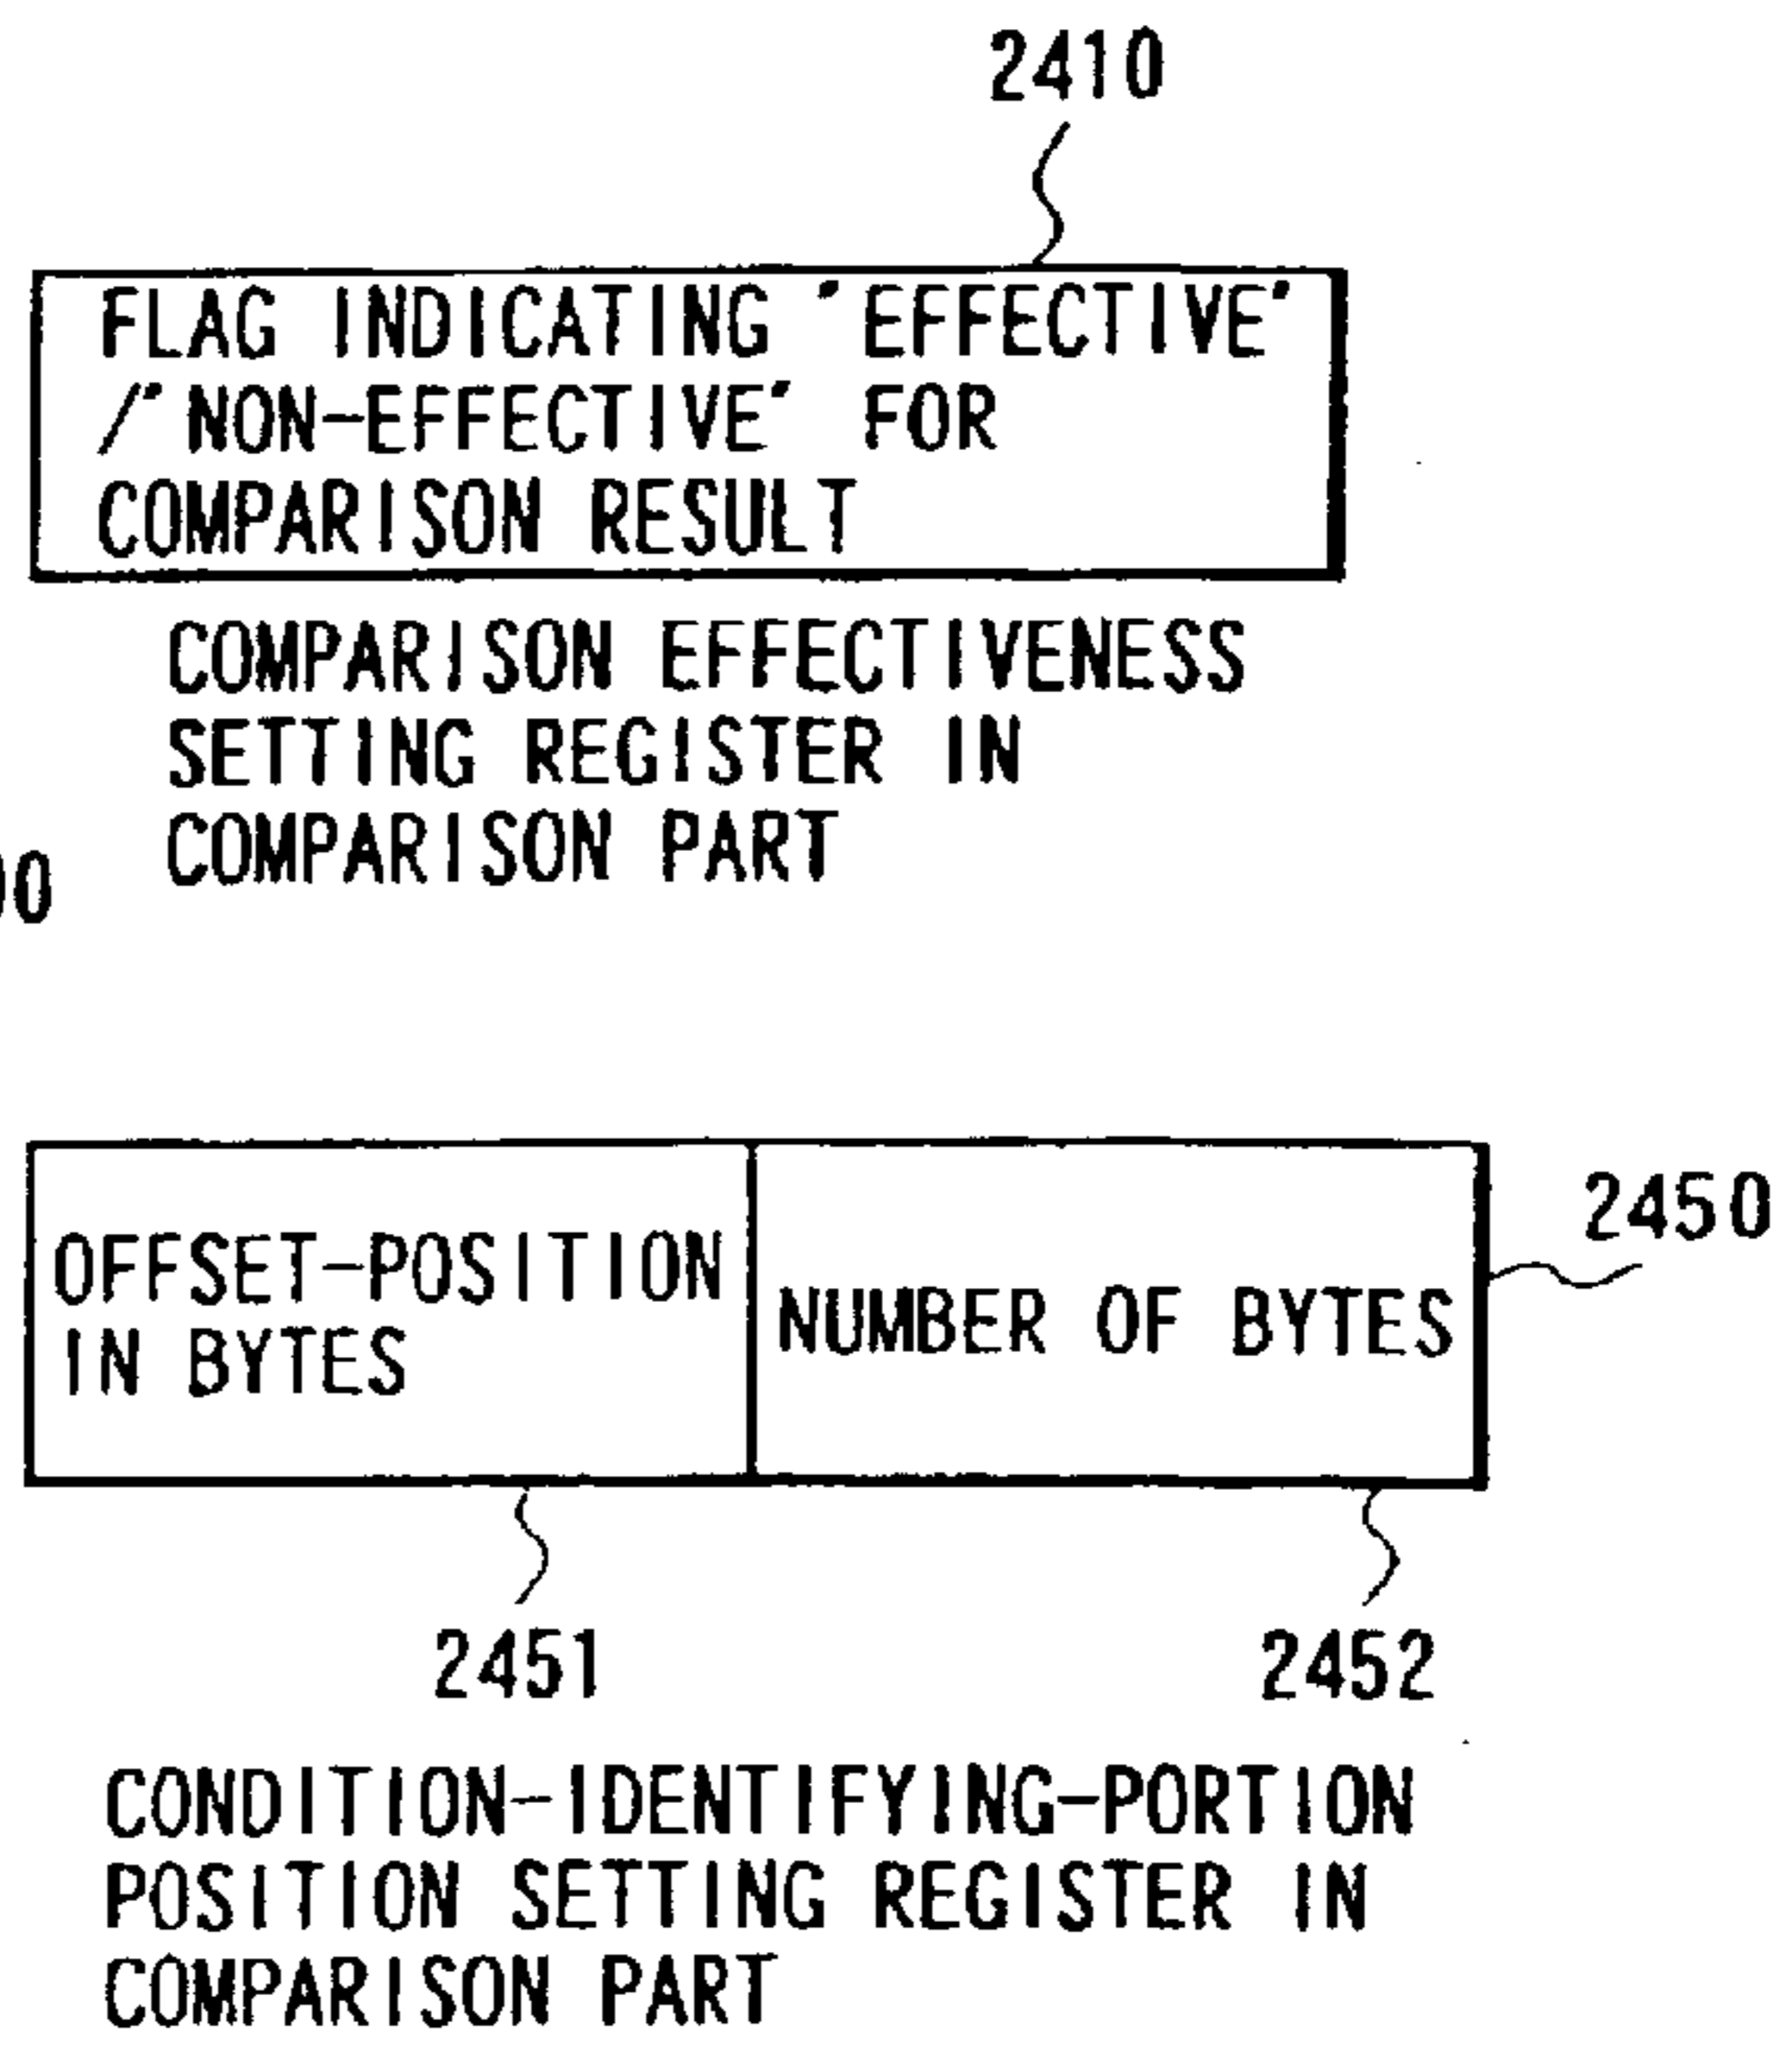 2410
FLAG INDICATING 'EFFECTIVE'
/'NON-EFFECTIVE' FOR
COMPARISON RESULT
COMPARISON EFFECTIVENESS
SETTING REGISTER IN
COMPARISON PART
00
2450
OFFSET-POSITION
IN BYTES
NUMBER OF BYTES
2451
2452
CONDITION-IDENTIFYING-PORTION
POSITION SETTING REGISTER IN
COMPARISON PART